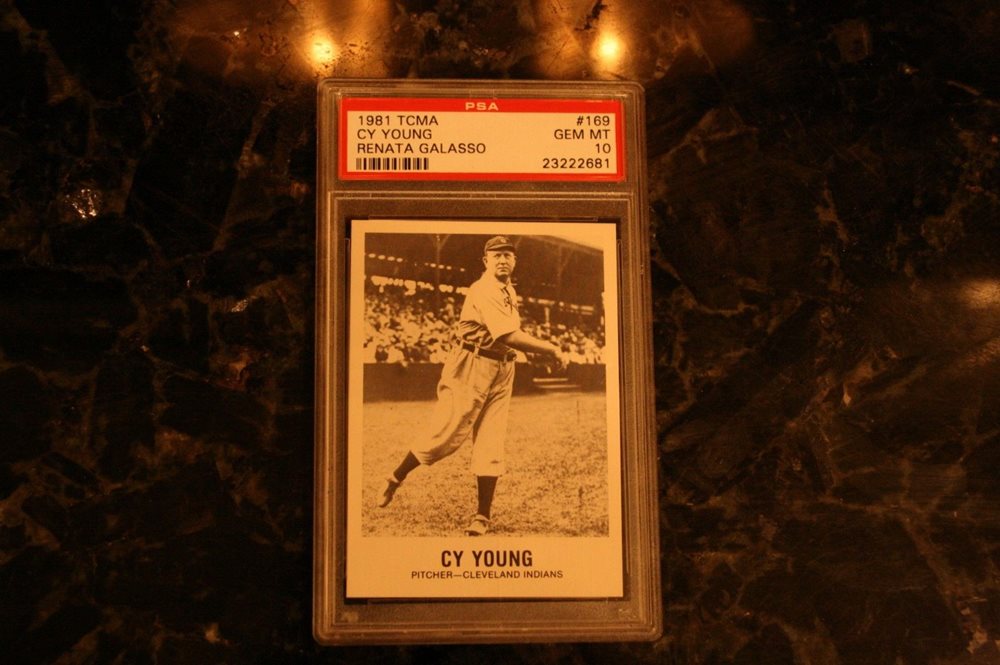 PSA
1981 TCMA #169
CY YOUNG GEM MT
RENATA GALASSO 10
23222681
CY YOUNG
PITCHER—CLEVELAND INDIANS